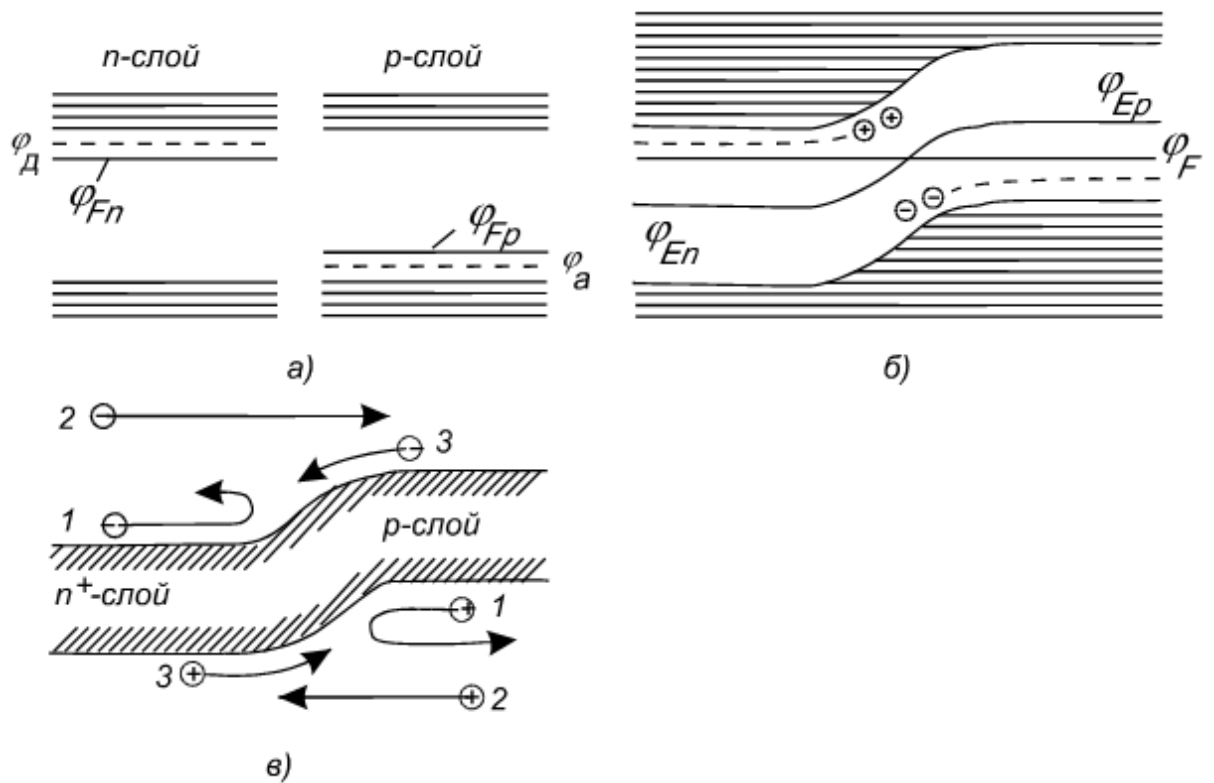 n-слой
p-слой
φд
φFn
φFp
φa
а)
φEp
φF
φEn
б)
2
3
1
p-слой
n+-слой
1
3
2
в)